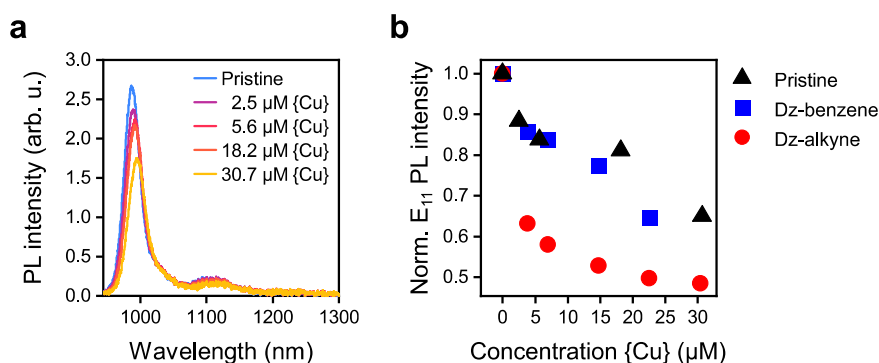 a
PL intensity (arb. u.)
3.0
2.5
2.0
1.5
1.0
0.5
0.0
Pristine
2.5 μM {Cu}
5.6 μM {Cu}
18.2 μM {Cu}
30.7 μM {Cu}
1000 1100 1200 1300
Wavelength (nm)
b
Norm. E₁₁ PL intensity
1.0
0.9
0.8
0.7
0.6
0.5
0 5 10 15 20 25 30
Concentration {Cu} (μM)
Pristine
Dz-benzene
Dz-alkyne